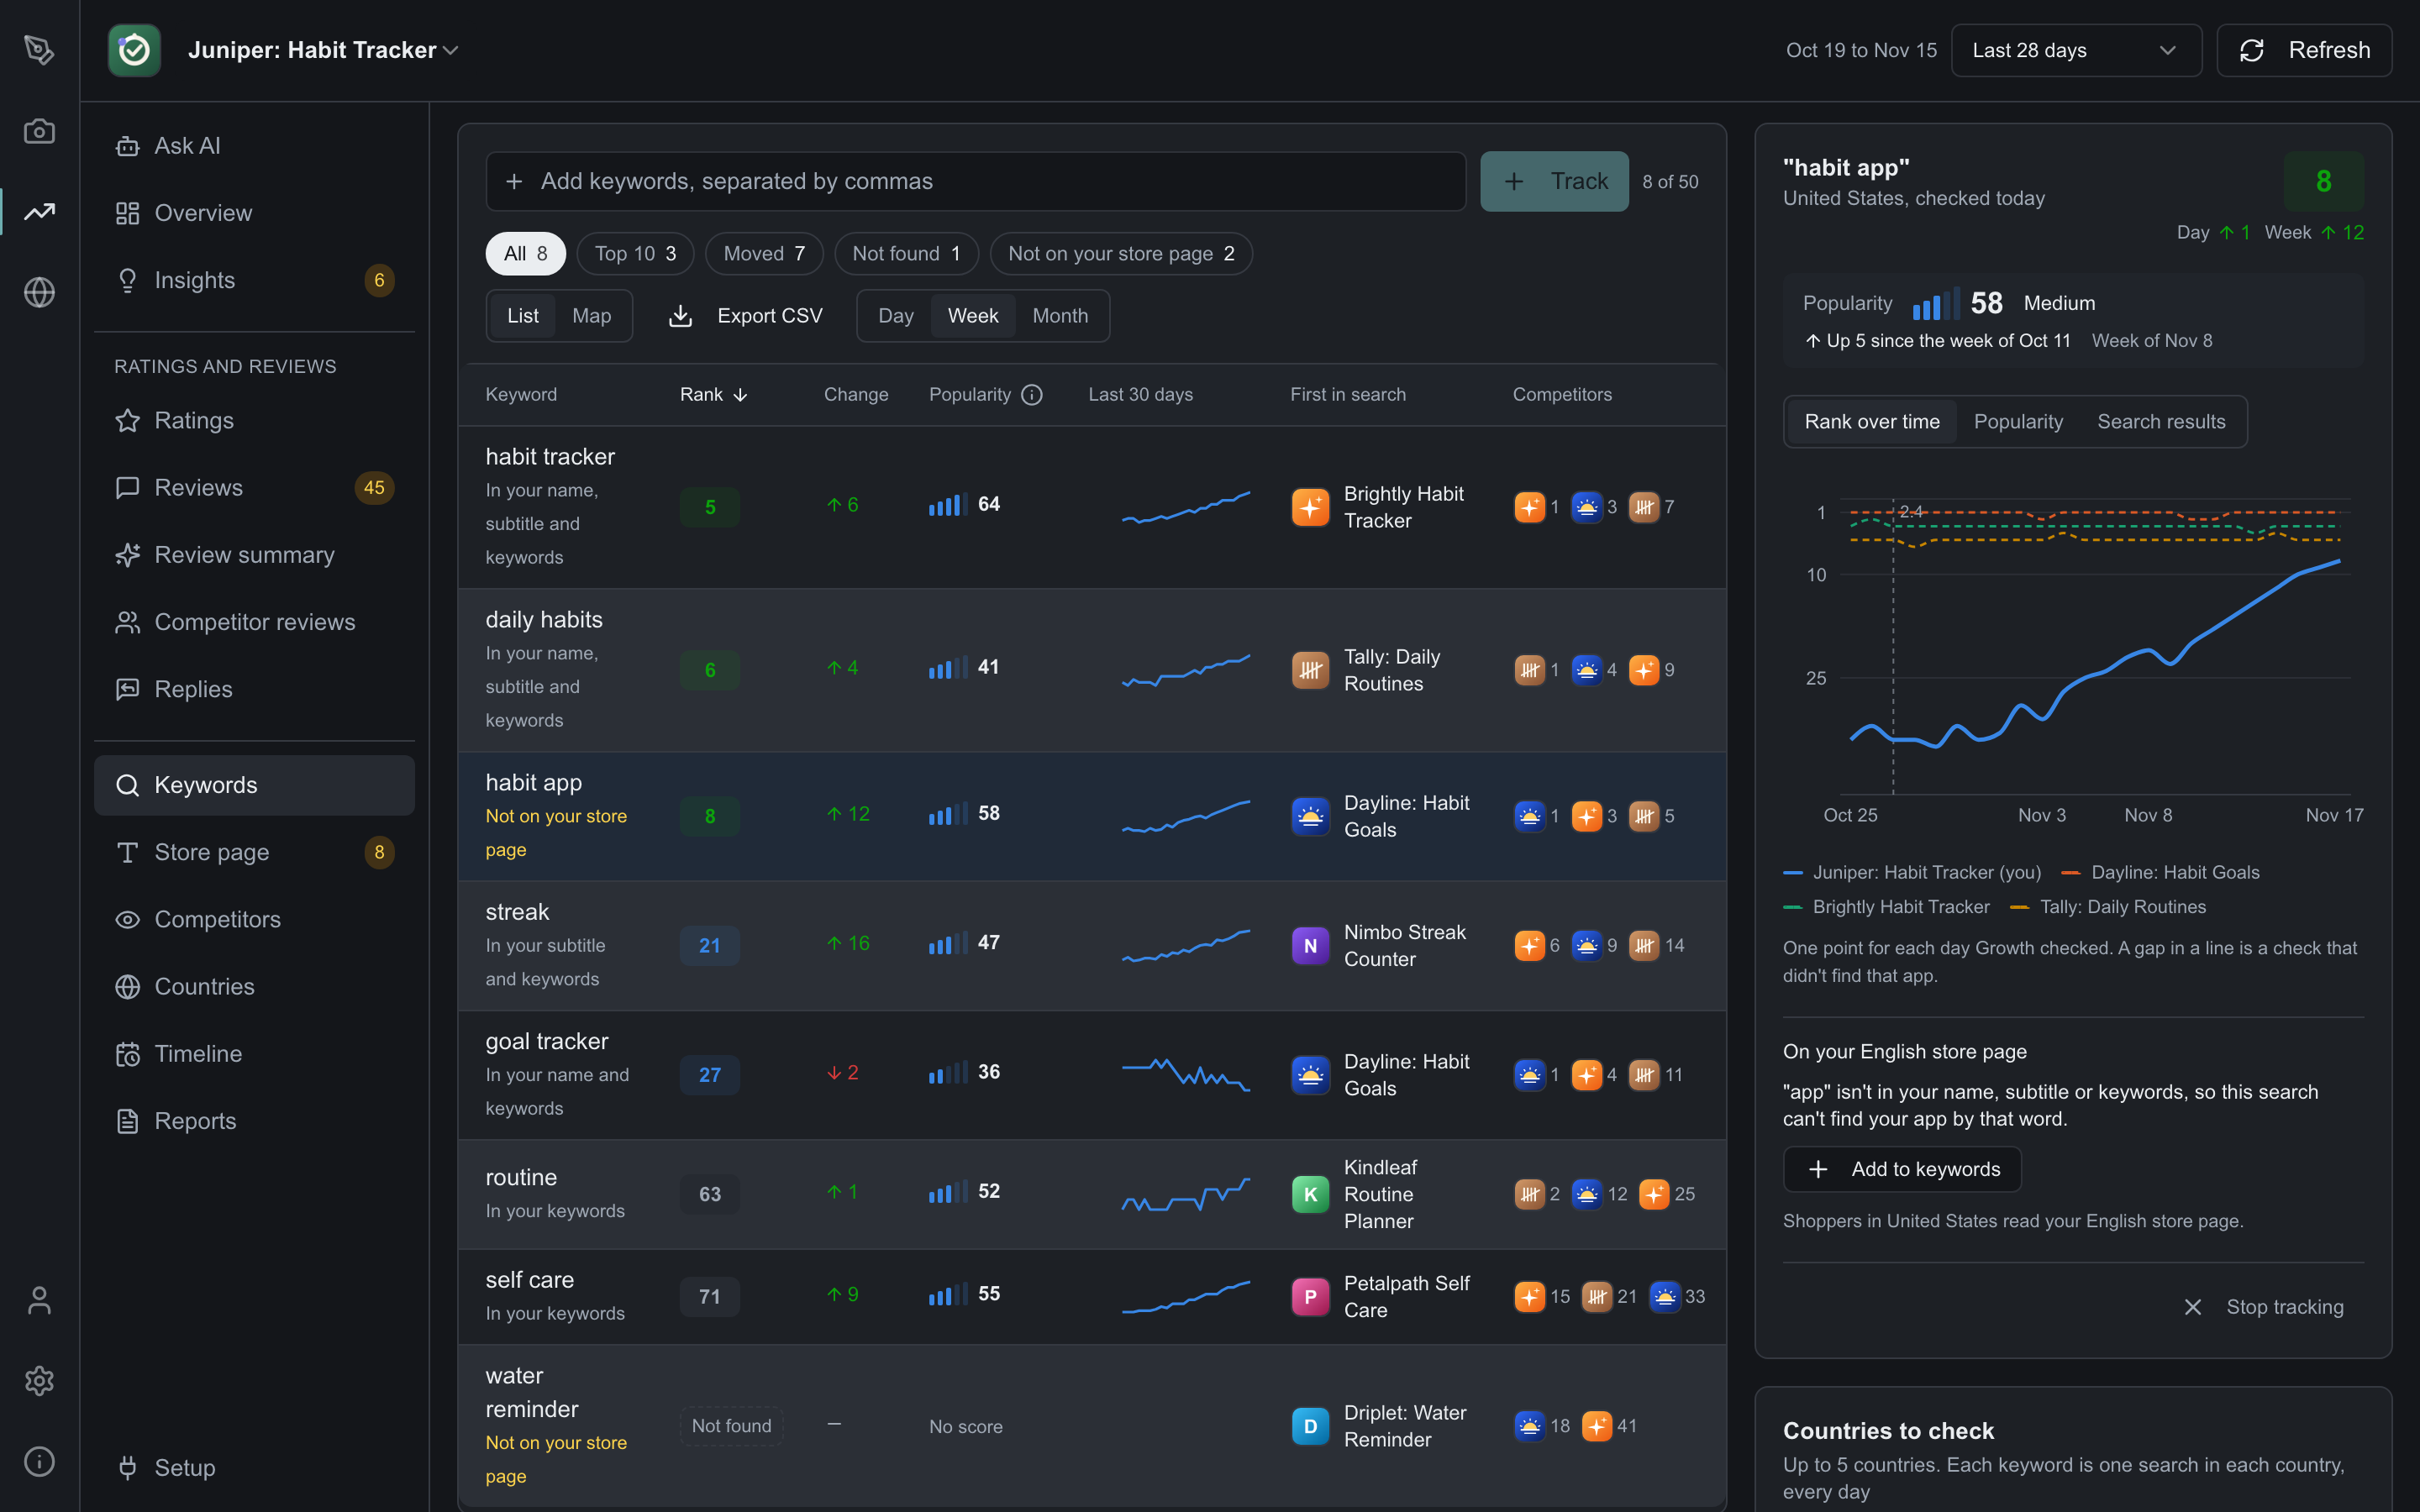 Juniper: Habit Tracker
Oct 19 to Nov 15
Last 28 days
Refresh
Ask AI
Overview
Insights 6
RATINGS AND REVIEWS
Ratings
Reviews 45
Review summary
Competitor reviews
Replies
Keywords
Store page 8
Competitors
Countries
Timeline
Reports
Setup
Add keywords, separated by commas
Track
8 of 50
All 8
Top 10 3
Moved 7
Not found 1
Not on your store page 2
List
Map
Export CSV
Day
Week
Month
Keyword
Rank
Change
Popularity
Last 30 days
First in search
Competitors
habit tracker
In your name,
subtitle and
keywords
5
6
64
Brightly Habit
Tracker
1 3 7
daily habits
In your name,
subtitle and
keywords
6
4
41
Tally: Daily
Routines
1 4 9
habit app
Not on your store
page
8
12
58
Dayline: Habit
Goals
1 3 5
streak
In your subtitle
and keywords
21
16
47
N
Nimbo Streak
Counter
6 9 14
goal tracker
In your name and
keywords
27
2
36
Dayline: Habit
Goals
1 4 11
routine
In your keywords
63
1
52
K
Kindleaf
Routine
Planner
2 12 25
self care
In your keywords
71
9
55
P
Petalpath Self
Care
15 21 33
water
reminder
Not on your store
page
Not found
–
No score
D
Driplet: Water
Reminder
18 41
"habit app"
United States, checked today
8
Day 1 Week 12
Popularity 58 Medium
Up 5 since the week of Oct 11 Week of Nov 8
Rank over time
Popularity
Search results
2.4
1
10
25
Oct 25
Nov 3
Nov 8
Nov 17
Juniper: Habit Tracker (you)
Dayline: Habit Goals
Brightly Habit Tracker
Tally: Daily Routines
One point for each day Growth checked. A gap in a line is a check that
didn't find that app.
On your English store page
"app" isn't in your name, subtitle or keywords, so this search
can't find your app by that word.
Add to keywords
Shoppers in United States read your English store page.
Stop tracking
Countries to check
Up to 5 countries. Each keyword is one search in each country,
every day